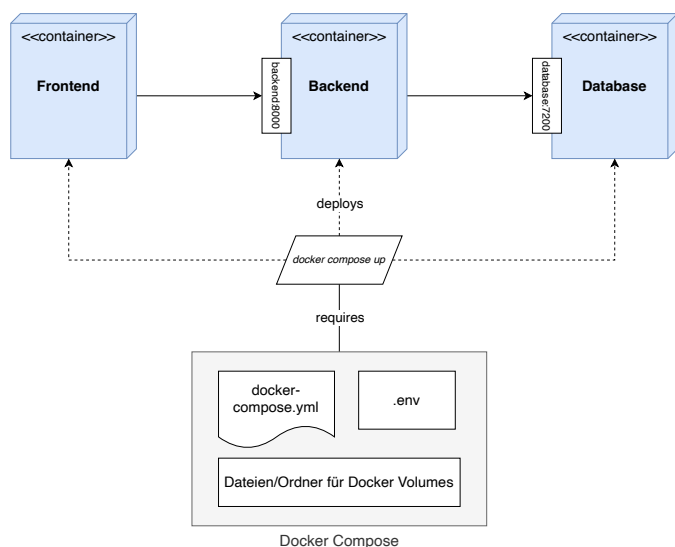 <<container>>
Frontend
<<container>>
Backend
<<container>>
Database
backend:8000
database:7200
deploys
docker compose up
requires
docker-
compose.yml
.env
Dateien/Ordner für Docker Volumes
Docker Compose